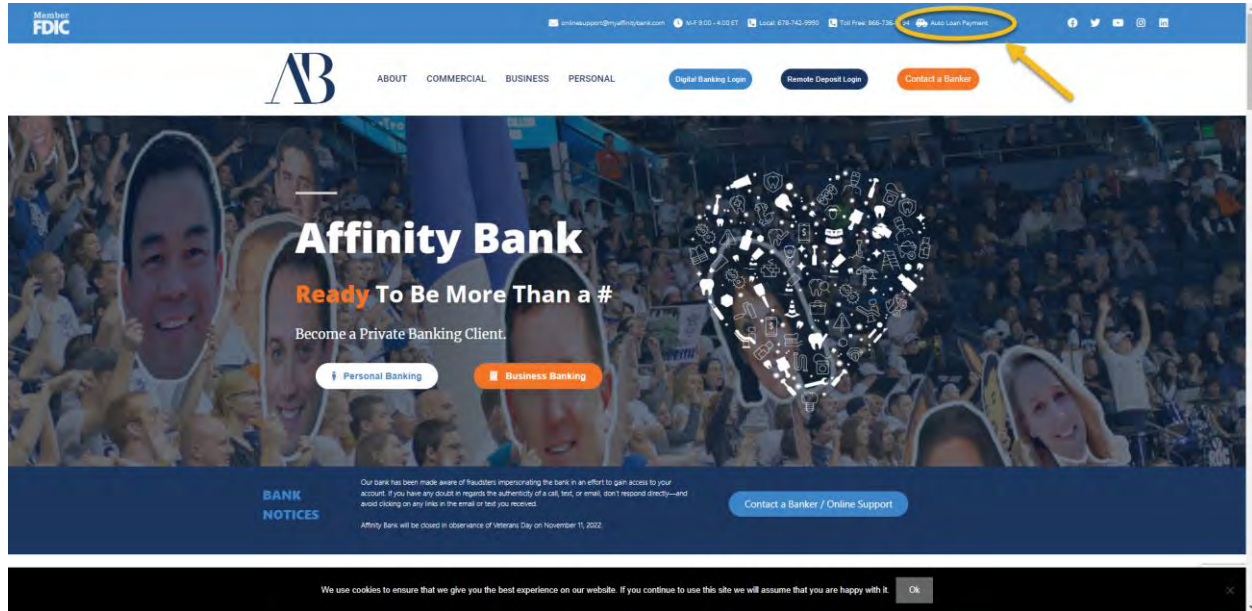 Member
FDIC
onlinesupport@myaffinitybank.com
M-F 9:00 - 4:00 ET
Local: 678-742-9990
Toll Free: 866-736-
Auto Loan Payment
AB
ABOUT
COMMERCIAL
BUSINESS
PERSONAL
Digital Banking Login
Remote Deposit Login
Contact a Banker
Affinity Bank
Ready To Be More Than a #
Become a Private Banking Client.
Personal Banking
Business Banking
BANK
NOTICES
Our bank has been made aware of fraudsters impersonating the bank in an effort to gain access to your
account. If you have any doubt in regards the authenticity of a call, text, or email, don't respond directly—and
avoid clicking on any links in the email or text you received.
Affinity Bank will be closed in observance of Veterans Day on November 11, 2022.
Contact a Banker / Online Support
We use cookies to ensure that we give you the best experience on our website. If you continue to use this site we will assume that you are happy with it.
Ok